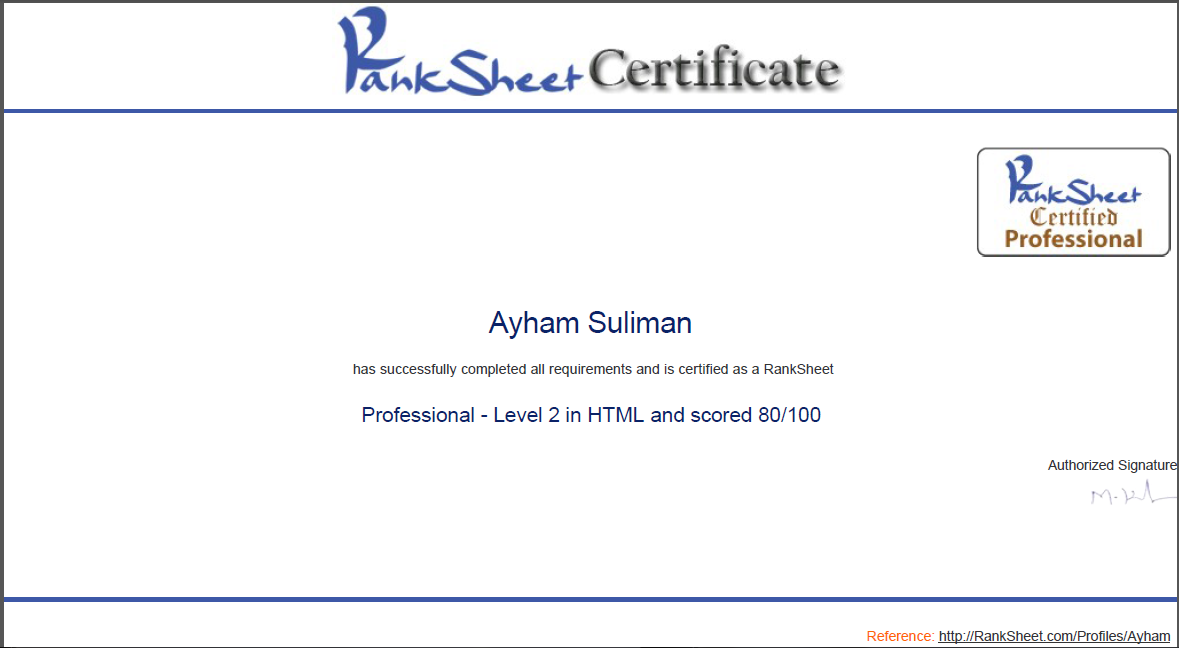 RankSheet Certificate
RankSheet
Certified
Professional
Ayham Suliman
has successfully completed all requirements and is certified as a RankSheet
Professional - Level 2 in HTML and scored 80/100
Authorized Signature
Reference: http://RankSheet.com/Profiles/Ayham